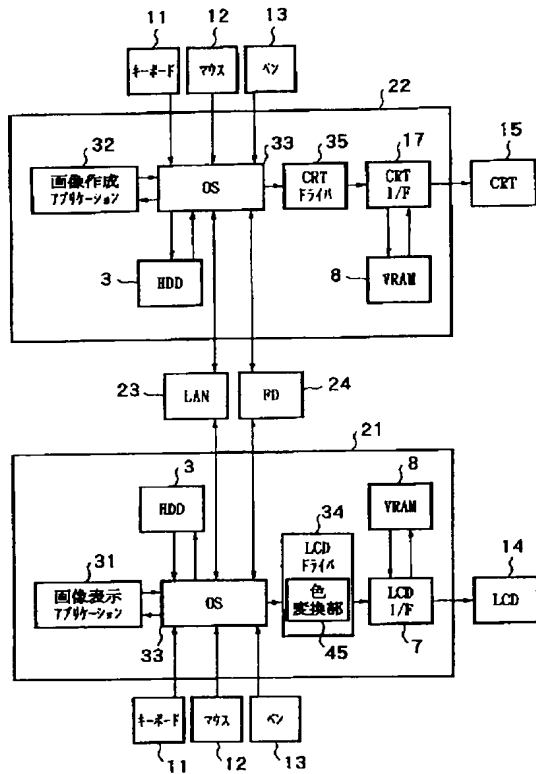 11
12
13
キーボード
マウス
ペン
22
32
33
35
17
15
画像作成
アプリケーション
OS
CRT
ドライバ
CRT
I/F
CRT
3
HDD
8
VRAM
23
LAN
FD
24
21
3
HDD
34
8
VRAM
31
LCD
ドライバ
14
画像表示
アプリケーション
OS
色
変換部
LCD
I/F
LCD
33
45
7
キーボード
マウス
ペン
11
12
13